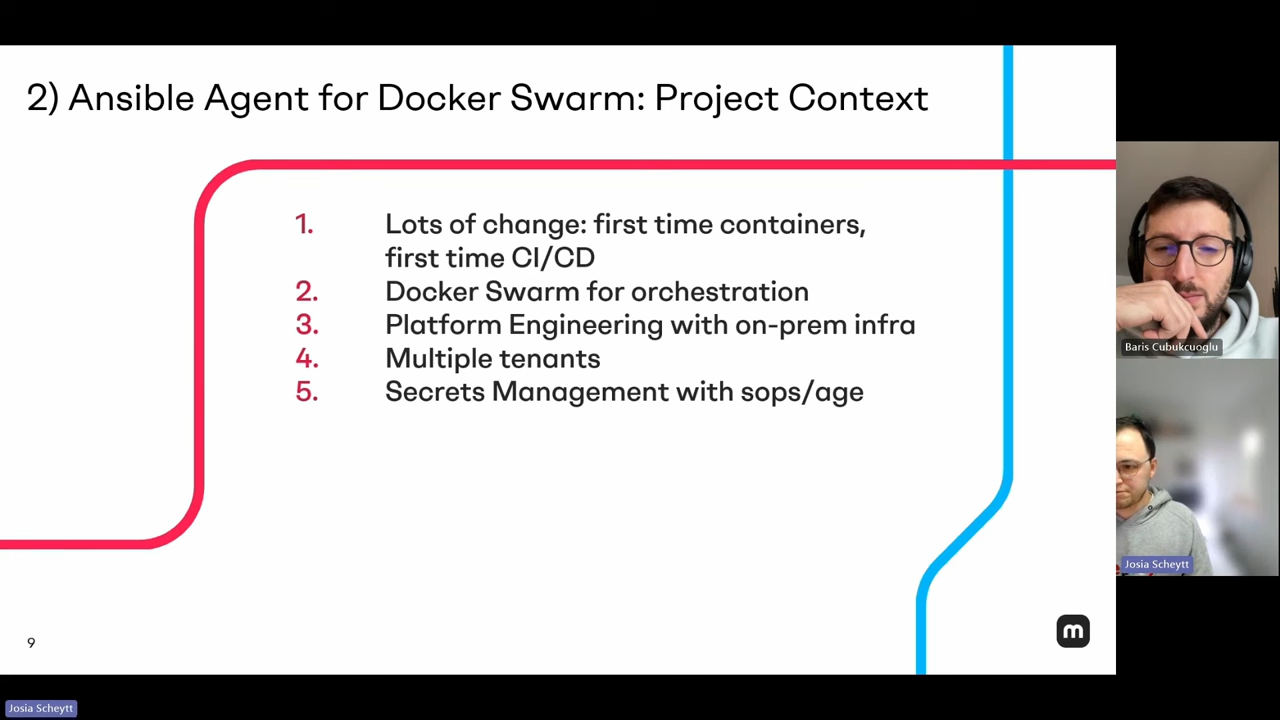 2) Ansible Agent for Docker Swarm: Project Context
1. Lots of change: first time containers,
first time CI/CD
2. Docker Swarm for orchestration
3. Platform Engineering with on-prem infra
4. Multiple tenants
5. Secrets Management with sops/age
9
m
Baris Cubukcuoglu
Josia Scheytt
Josia Scheytt